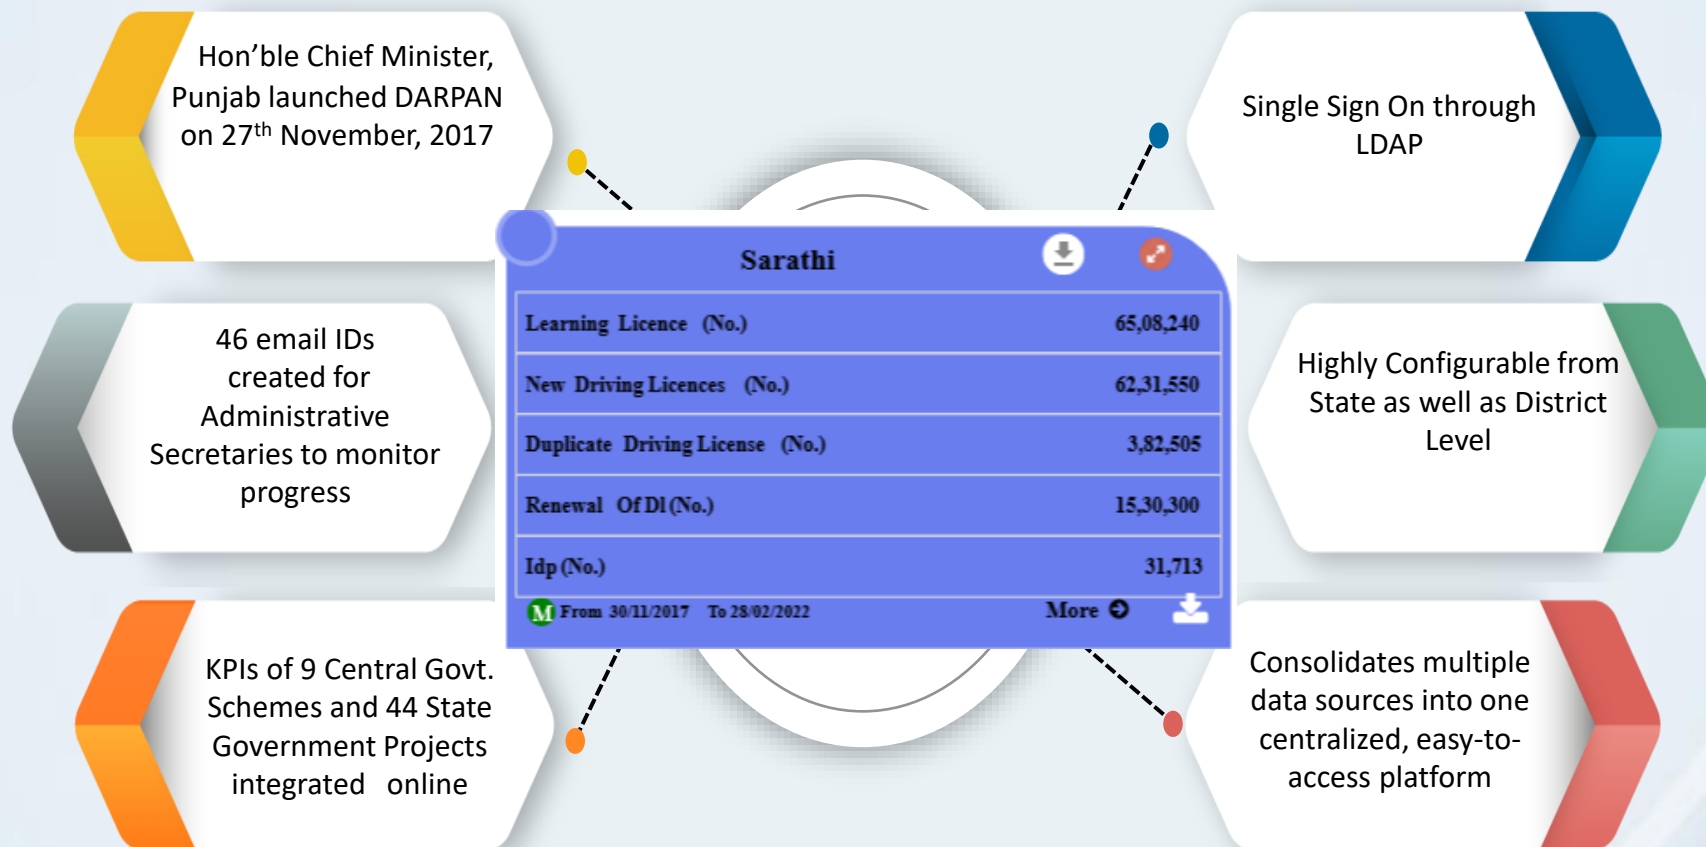 Hon’ble Chief Minister,
Punjab launched DARPAN
on 27th November, 2017
46 email IDs
created for
Administrative
Secretaries to monitor
progress
KPIs of 9 Central Govt.
Schemes and 44 State
Government Projects
integrated online
Sarathi
Learning Licence (No.) 65,08,240
New Driving Licences (No.) 62,31,550
Duplicate Driving License (No.) 3,82,505
Renewal Of Dl (No.) 15,30,300
Idp (No.) 31,713
M From 30/11/2017 To 28/02/2022 More
Single Sign On through
LDAP
Highly Configurable from
State as well as District
Level
Consolidates multiple
data sources into one
centralized, easy-to-
access platform